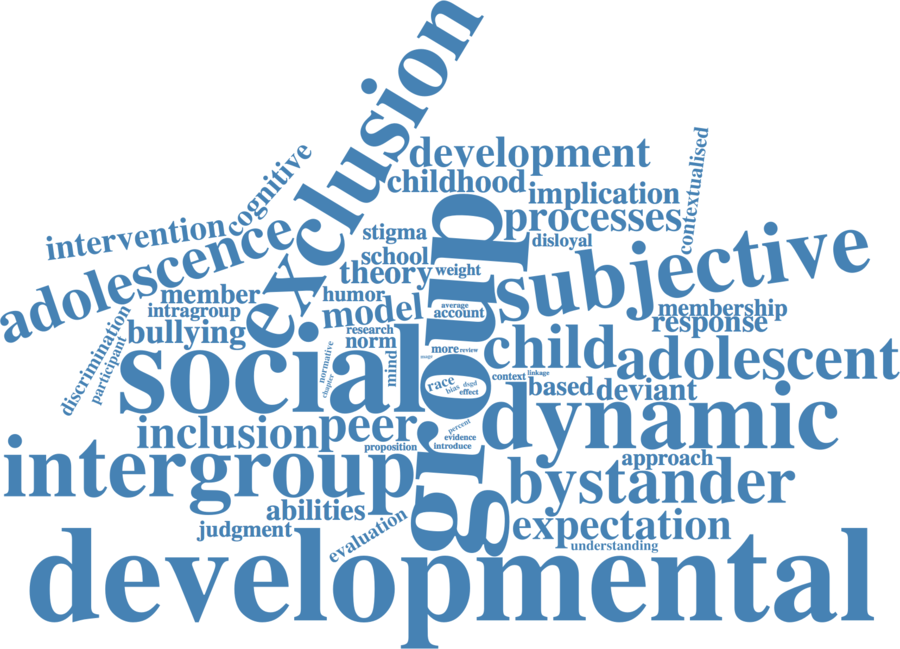 exclusion
development
childhood
cognitive
contextualised
implication
processes
intervention
adolescence
stigma
disloyal
subjective
school
theory
weight
group
member
humor
intragroup
model
average
account
membership
response
discrimination
participant
bullying
research
norm
social
normative
chapter
mind
more
review
child
adolescent
context
linkage
race
bias
dsgd
effect
based
deviant
dynamic
inclusion
peer
percent
evidence
introduce
proposition
intergroup
approach
bystander
abilities
judgment
evaluation
expectation
understanding
developmental